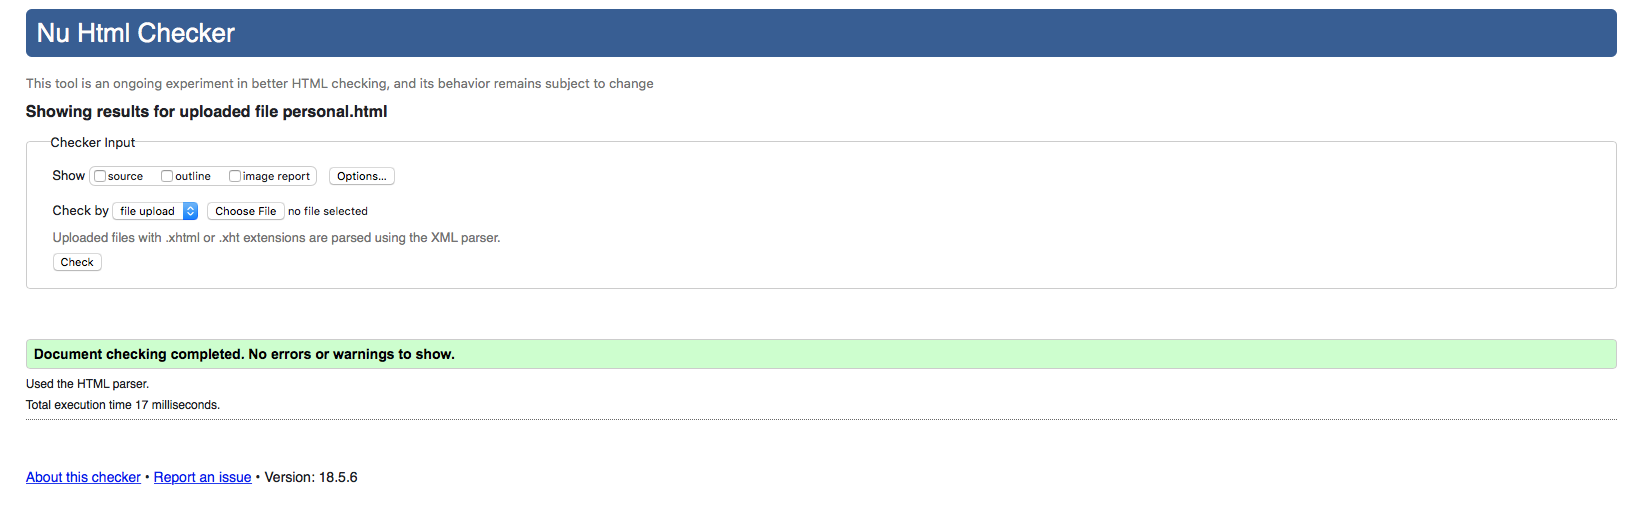 Nu Html Checker
This tool is an ongoing experiment in better HTML checking, and its behavior remains subject to change
Showing results for uploaded file personal.html
Checker Input
Show source outline image report Options...
Check by file upload Choose File no file selected
Uploaded files with .xhtml or .xht extensions are parsed using the XML parser.
Check
Document checking completed. No errors or warnings to show.
Used the HTML parser.
Total execution time 17 milliseconds.
About this checker • Report an issue • Version: 18.5.6